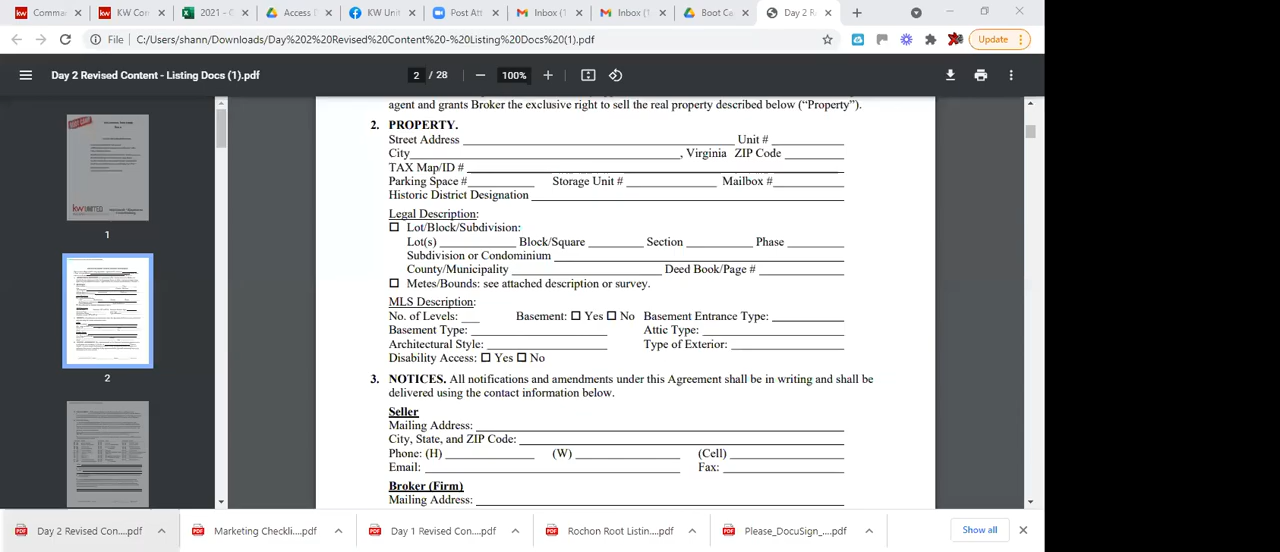 Comma
KW Con
2021 - G
Access D
KW Unit
Post Att
Inbox (1
Inbox (1
Boot Ca
Day 2 R
File
C:/Users/shann/Downloads/Day%202%20Revised%20Content%20-%20Listing%20Docs%20(1).pdf
Update
Day 2 Revised Content - Listing Docs (1).pdf
2 / 28
100%
agent and grants Broker the exclusive right to sell the real property described below (“Property”).
2. PROPERTY.
Street Address Unit #
City , Virginia ZIP Code
TAX Map/ID #
Parking Space # Storage Unit # Mailbox #
Historic District Designation
Legal Description:
Lot/Block/Subdivision:
Lot(s) Block/Square Section Phase
Subdivision or Condominium
County/Municipality Deed Book/Page #
Metes/Bounds: see attached description or survey.
MLS Description:
No. of Levels: Basement: Yes No Basement Entrance Type:
Basement Type: Attic Type:
Architectural Style: Type of Exterior:
Disability Access: Yes No
3. NOTICES. All notifications and amendments under this Agreement shall be in writing and shall be
delivered using the contact information below.
Seller
Mailing Address:
City, State, and ZIP Code:
Phone: (H) (W) (Cell)
Email: Fax:
Broker (Firm)
Mailing Address:
kw UNITED
1
2
Day 2 Revised Con....pdf
Marketing Checkli....pdf
Day 1 Revised Con....pdf
Rochon Root Listin....pdf
Please_DocuSign_....pdf
Show all